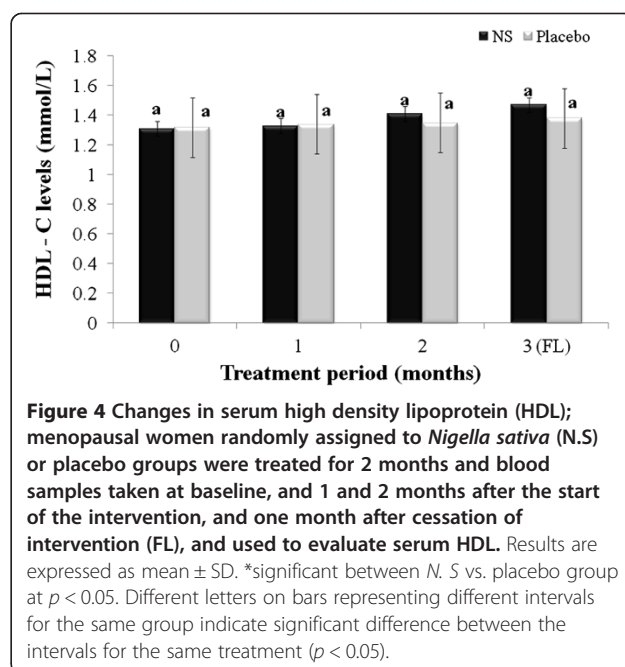 ■ NS ■ Placebo
HDL - C levels (mmol/L)
1.8
1.6
1.4
1.2
1
0.8
0.6
0.4
0.2
0
a a a a a a a a
0 1 2 3 (FL)
Treatment period (months)
Figure 4 Changes in serum high density lipoprotein (HDL);
menopausal women randomly assigned to Nigella sativa (N.S)
or placebo groups were treated for 2 months and blood
samples taken at baseline, and 1 and 2 months after the start
of the intervention, and one month after cessation of
intervention (FL), and used to evaluate serum HDL. Results are
expressed as mean ± SD. *significant between N. S vs. placebo group
at p < 0.05. Different letters on bars representing different intervals
for the same group indicate significant difference between the
intervals for the same treatment (p < 0.05).